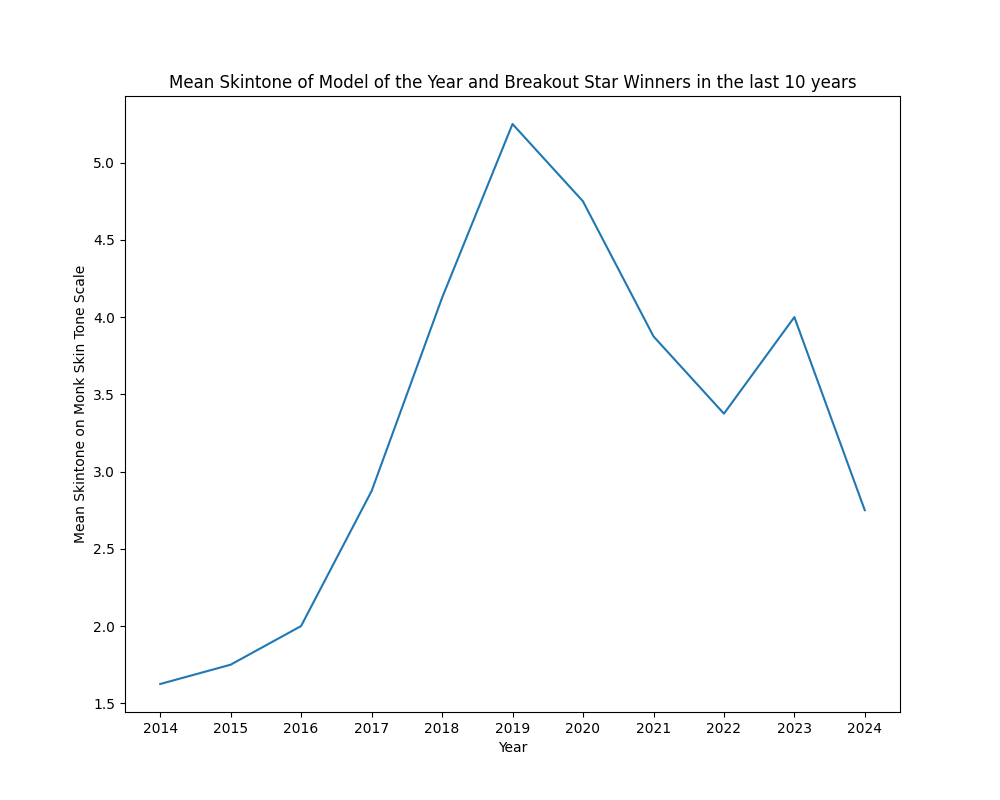 Mean Skintone of Model of the Year and Breakout Star Winners in the last 10 years
Mean Skintone on Monk Skin Tone Scale
5.0
4.5
4.0
3.5
3.0
2.5
2.0
1.5
2014 2015 2016 2017 2018 2019 2020 2021 2022 2023 2024
Year